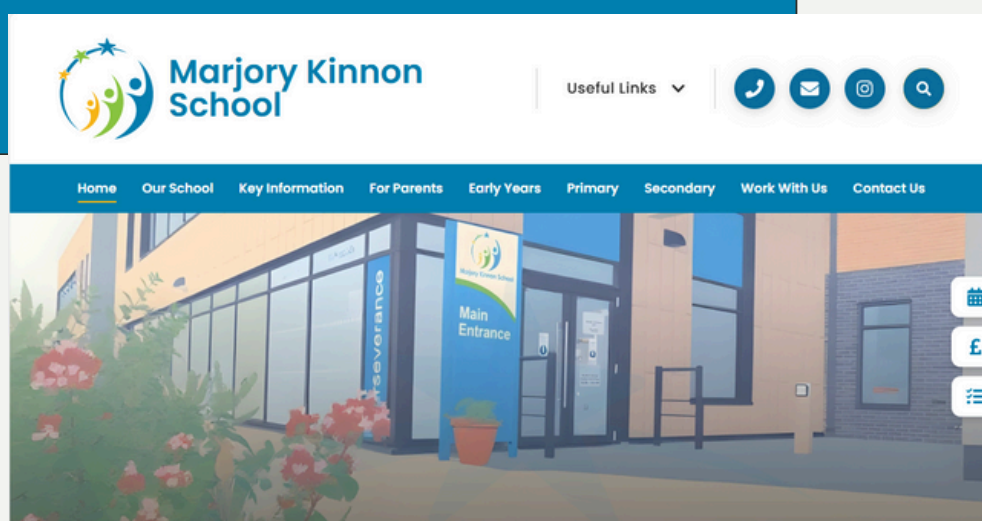 Marjory Kinnon
School
Useful Links
Home Our School Key Information For Parents Early Years Primary Secondary Work With Us Contact Us
Marjory Kinnon School
Main
Entrance
£